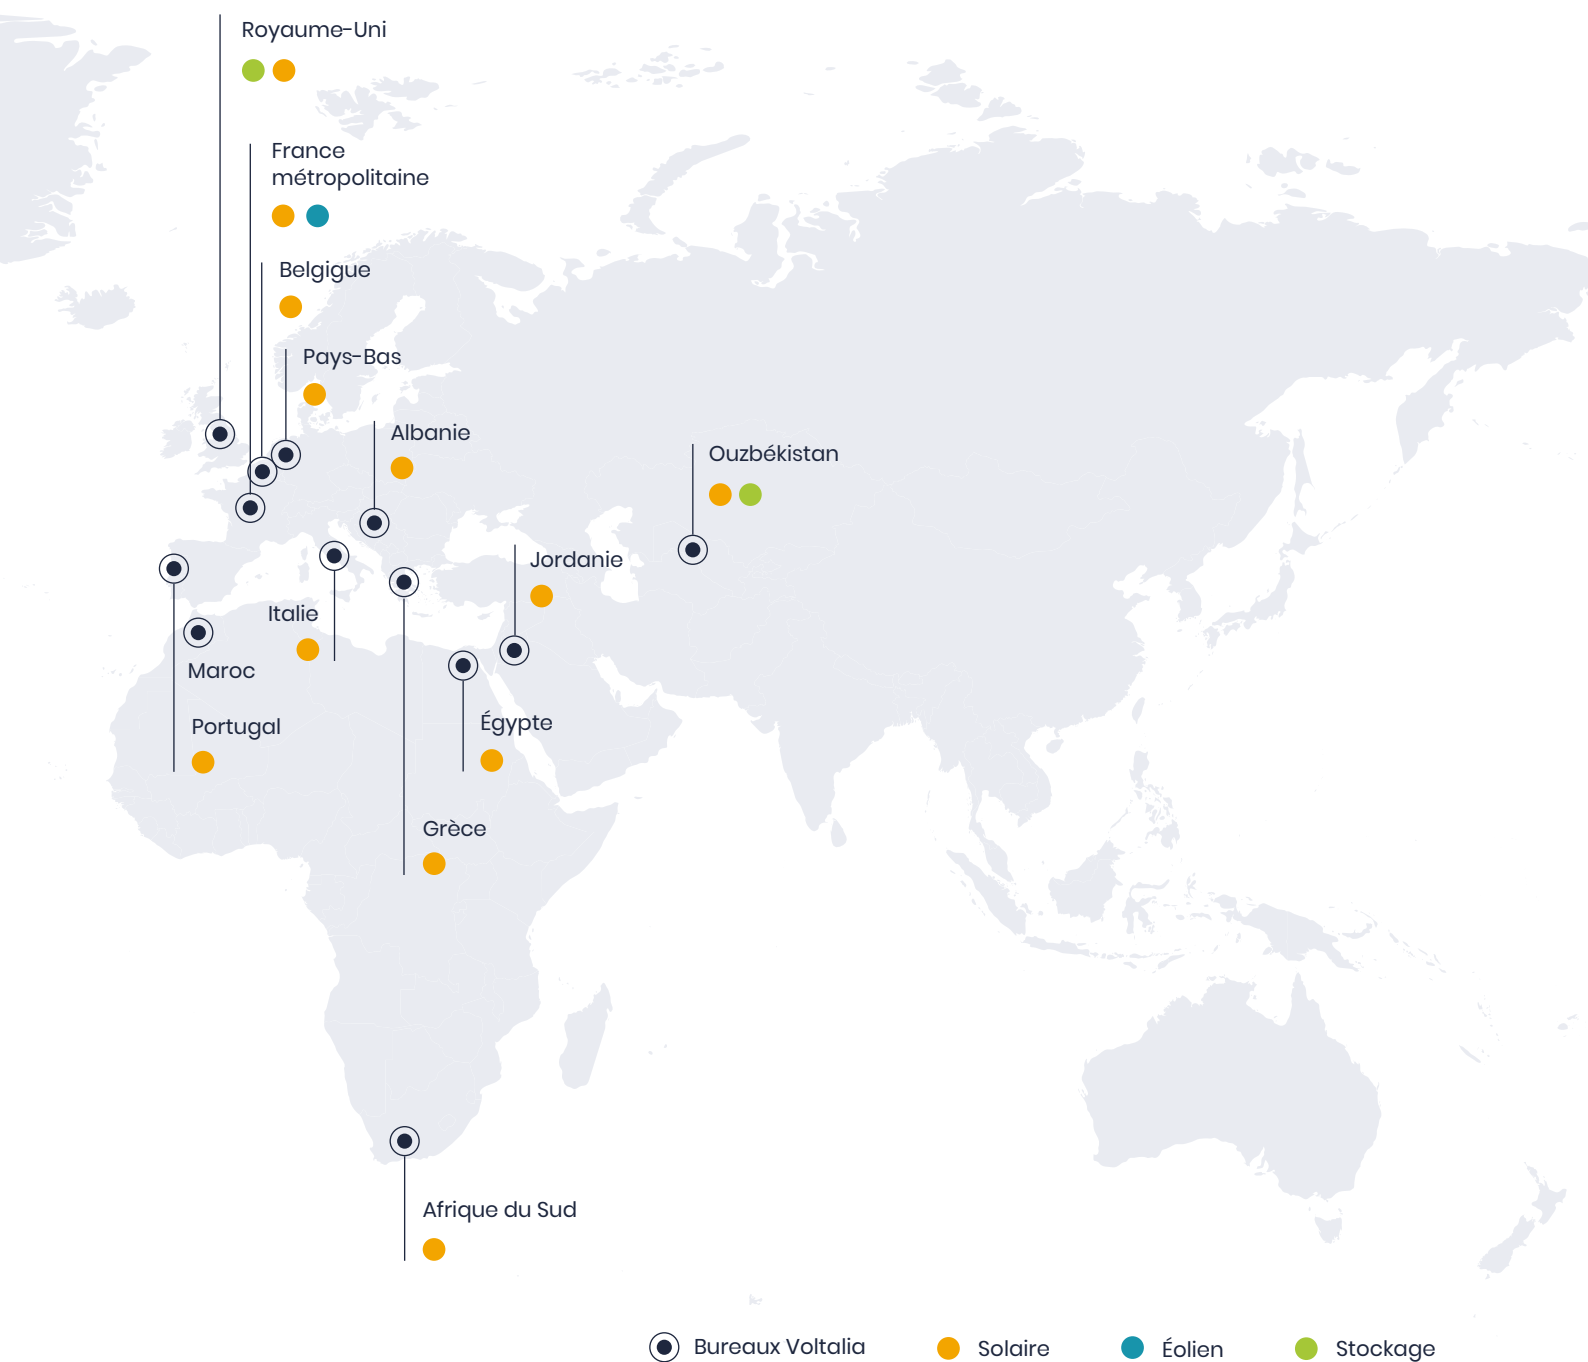 Royaume-Uni
France
métropolitaine
Belgique
Pays-Bas
Albanie
Ouzbékistan
Jordanie
Italie
Maroc
Portugal
Égypte
Grèce
Afrique du Sud
Bureaux Voltalia
Solaire
Éolien
Stockage